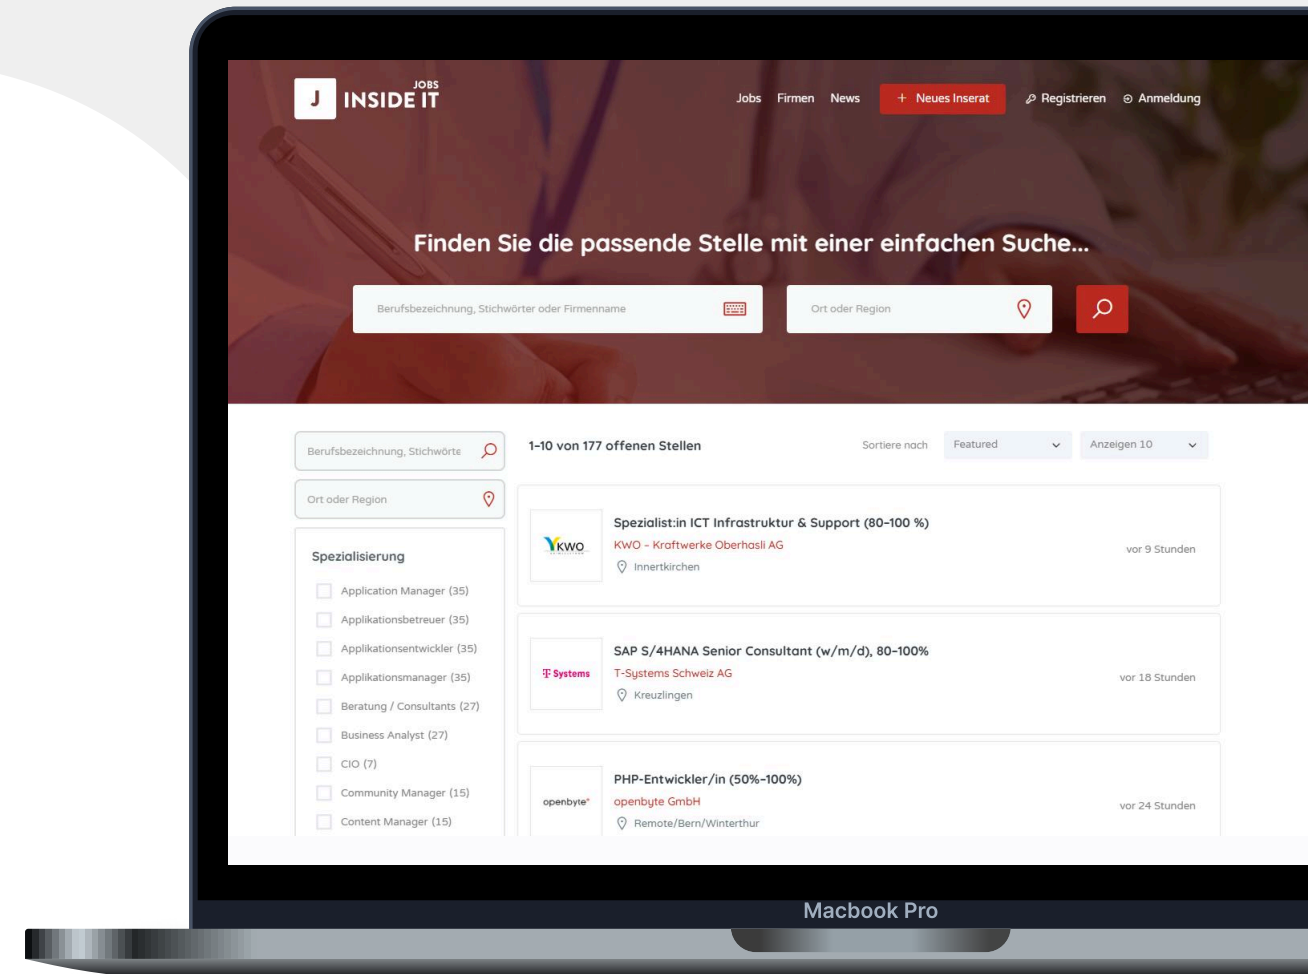 J
JOBS
INSIDE IT
Jobs Firmen News + Neues Inserat Registrieren Anmeldung
Finden Sie die passende Stelle mit einer einfachen Suche...
Berufsbezeichnung, Stichwörter oder Firmenname
Ort oder Region
Berufsbezeichnung, Stichwörte
1–10 von 177 offenen Stellen
Sortiere nach
Featured
Anzeigen 10
Ort oder Region
Spezialisierung
Application Manager (35)
Applikationsbetreuer (35)
Applikationsentwickler (35)
Applikationsmanager (35)
Beratung / Consultants (27)
Business Analyst (27)
CIO (7)
Community Manager (15)
Content Manager (15)
KWO
Spezialist:in ICT Infrastruktur & Support (80–100 %)
KWO – Kraftwerke Oberhasli AG
Innertkirchen
vor 9 Stunden
T Systems
SAP S/4HANA Senior Consultant (w/m/d), 80–100%
T-Systems Schweiz AG
Kreuzlingen
vor 18 Stunden
openbyte
PHP-Entwickler/in (50%–100%)
openbyte GmbH
Remote/Bern/Winterthur
vor 24 Stunden
Macbook Pro